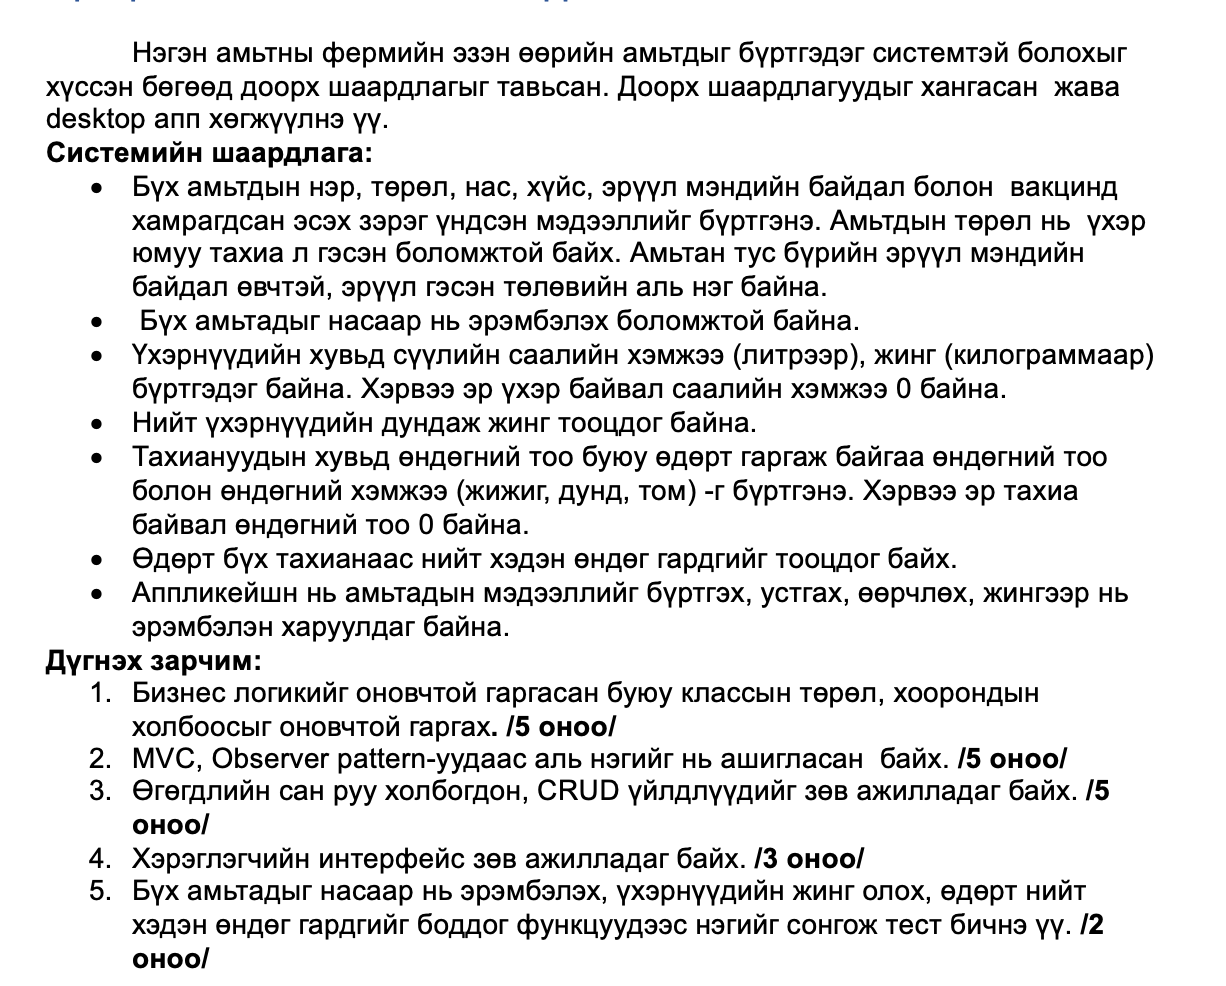 Нэгэн амьтны фермийн эзэн өөрийн амьтдыг бүртгэдэг системтэй болохыг
хүссэн бөгөөд доорх шаардлагыг тавьсан. Доорх шаардлагуудыг хангасан жава
desktop апп хөгжүүлнэ үү.
Системийн шаардлага:
• Бүх амьтдын нэр, төрөл, нас, хүйс, эрүүл мэндийн байдал болон вакцинд
хамрагдсан эсэх зэрэг үндсэн мэдээллийг бүртгэнэ. Амьтдын төрөл нь үхэр
юмуу тахиа л гэсэн боломжтой байх. Амьтан тус бүрийн эрүүл мэндийн
байдал өвчтэй, эрүүл гэсэн төлөвийн аль нэг байна.
• Бүх амьтадыг насаар нь эрэмбэлэх боломжтой байна.
• Үхэрнүүдийн хувьд сүүлийн саалийн хэмжээ (литрээр), жинг (килограммаар)
бүртгэдэг байна. Хэрвээ эр үхэр байвал саалийн хэмжээ 0 байна.
• Нийт үхэрнүүдийн дундаж жинг тооцдог байна.
• Тахиануудын хувьд өндөгний тоо буюу өдөрт гаргаж байгаа өндөгний тоо
болон өндөгний хэмжээ (жижиг, дунд, том) -г бүртгэнэ. Хэрвээ эр тахиа
байвал өндөгний тоо 0 байна.
• Өдөрт бүх тахианаас нийт хэдэн өндөг гардгийг тооцдог байх.
• Аппликейшн нь амьтадын мэдээллийг бүртгэх, устгах, өөрчлөх, жингээр нь
эрэмбэлэн харуулдаг байна.
Дүгнэх зарчим:
1. Бизнес логикийг оновчтой гаргасан буюу классын төрөл, хоорондын
холбоосыг оновчтой гаргах. /5 оноо/
2. MVC, Observer pattern-уудаас аль нэгийг нь ашигласан байх. /5 оноо/
3. Өгөгдлийн сан руу холбогдон, CRUD үйлдлүүдийг зөв ажилладаг байх. /5
оноо/
4. Хэрэглэгчийн интерфейс зөв ажилладаг байх. /3 оноо/
5. Бүх амьтадыг насаар нь эрэмбэлэх, үхэрнүүдийн жинг олох, өдөрт нийт
хэдэн өндөг гардгийг боддог функцуудээс нэгийг сонгож тест бичнэ үү. /2
оноо/